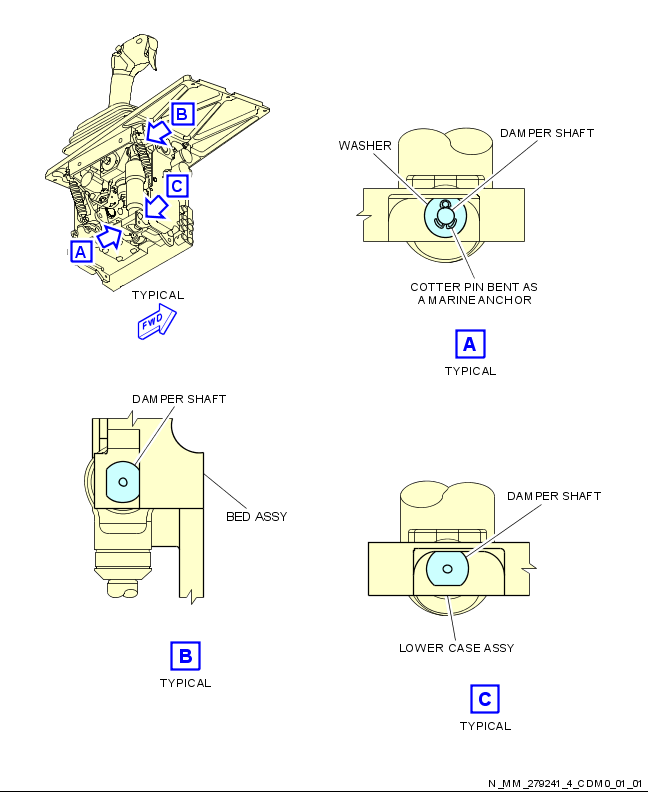 B
C
A
TYPICAL
FWD
WASHER
DAMPER SHAFT
COTTER PIN BENT AS
A MARINE ANCHOR
A
TYPICAL
DAMPER SHAFT
BED ASSY
B
TYPICAL
DAMPER SHAFT
LOWER CASE ASSY
C
TYPICAL
N_MM_279241_4_CDM0_01_01